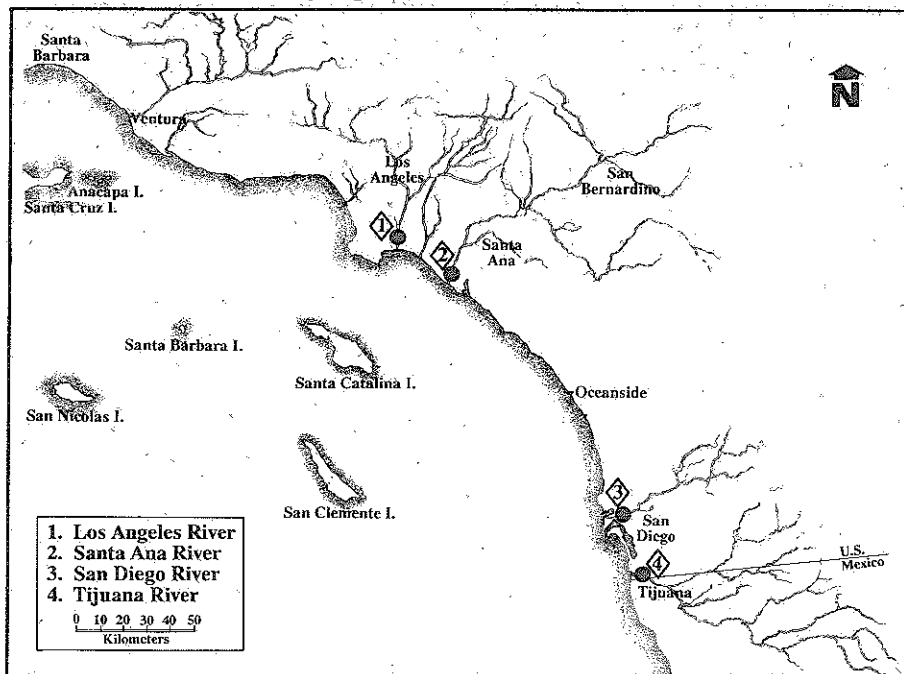 Santa
Barbara
N
Ventura
Los
Angeles
San
Bernardino
Anacapa I.
Santa Cruz I.
1
2
Santa
Ana
Santa Barbara I.
Santa Catalina I.
San Nicolas I.
Oceanside
San Clemente I.
3
San
Diego
1. Los Angeles River
2. Santa Ana River
3. San Diego River
4. Tijuana River
0 10 20 30 40 50
Kilometers
4
U.S.
Mexico
Tijuana